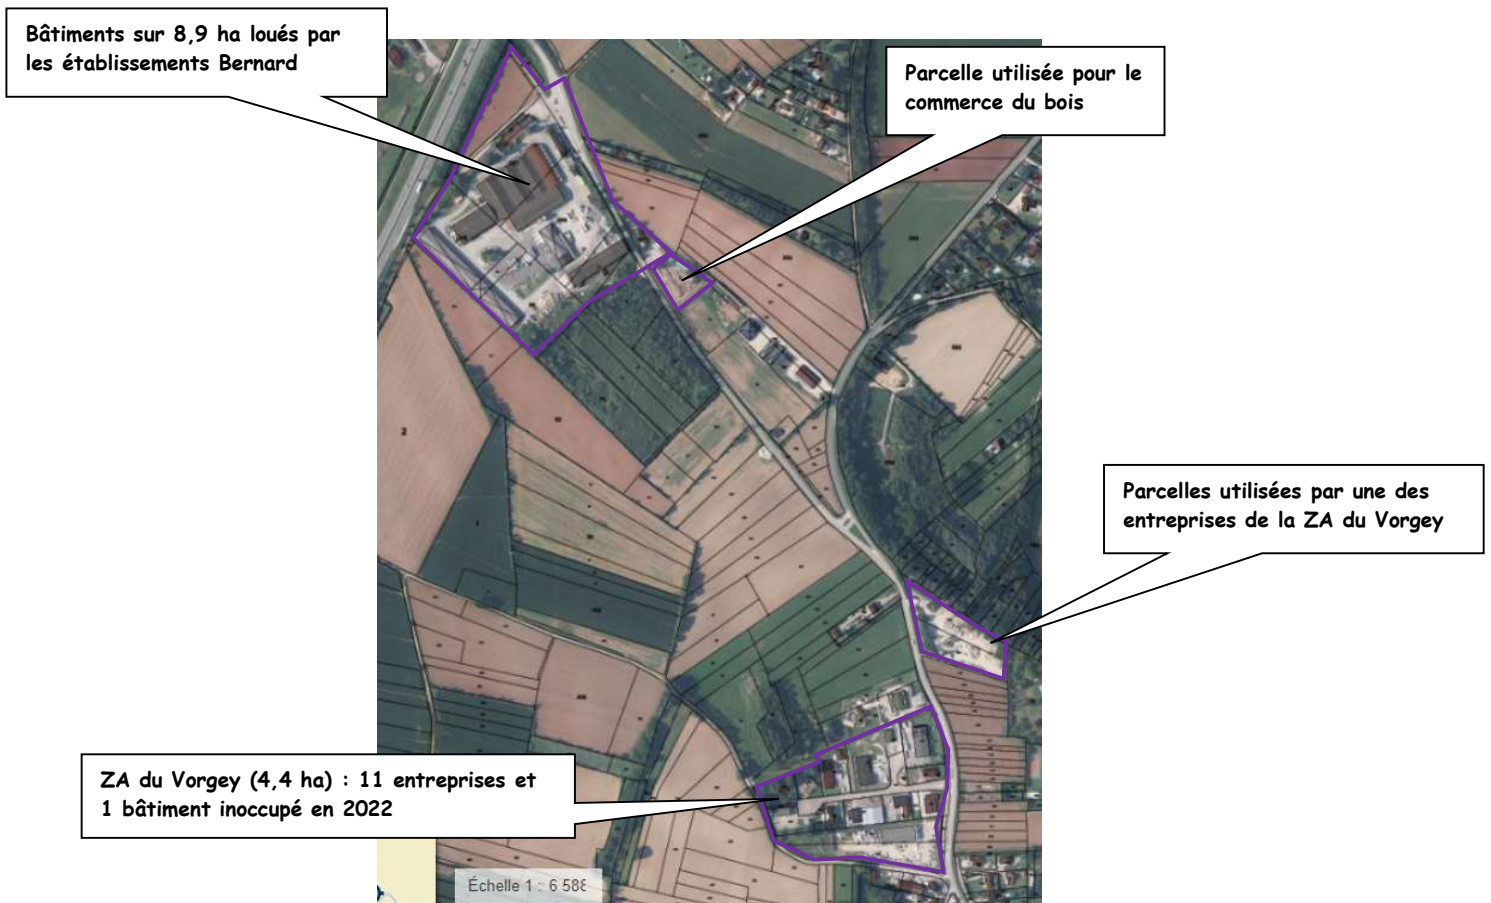 Bâtiments sur 8,9 ha loués par
les établissements Bernard
Parcelle utilisée pour le
commerce du bois
Parcelles utilisées par une des
entreprises de la ZA du Vorgey
ZA du Vorgey (4,4 ha) : 11 entreprises et
1 bâtiment inoccupé en 2022
Échelle 1 : 6 588